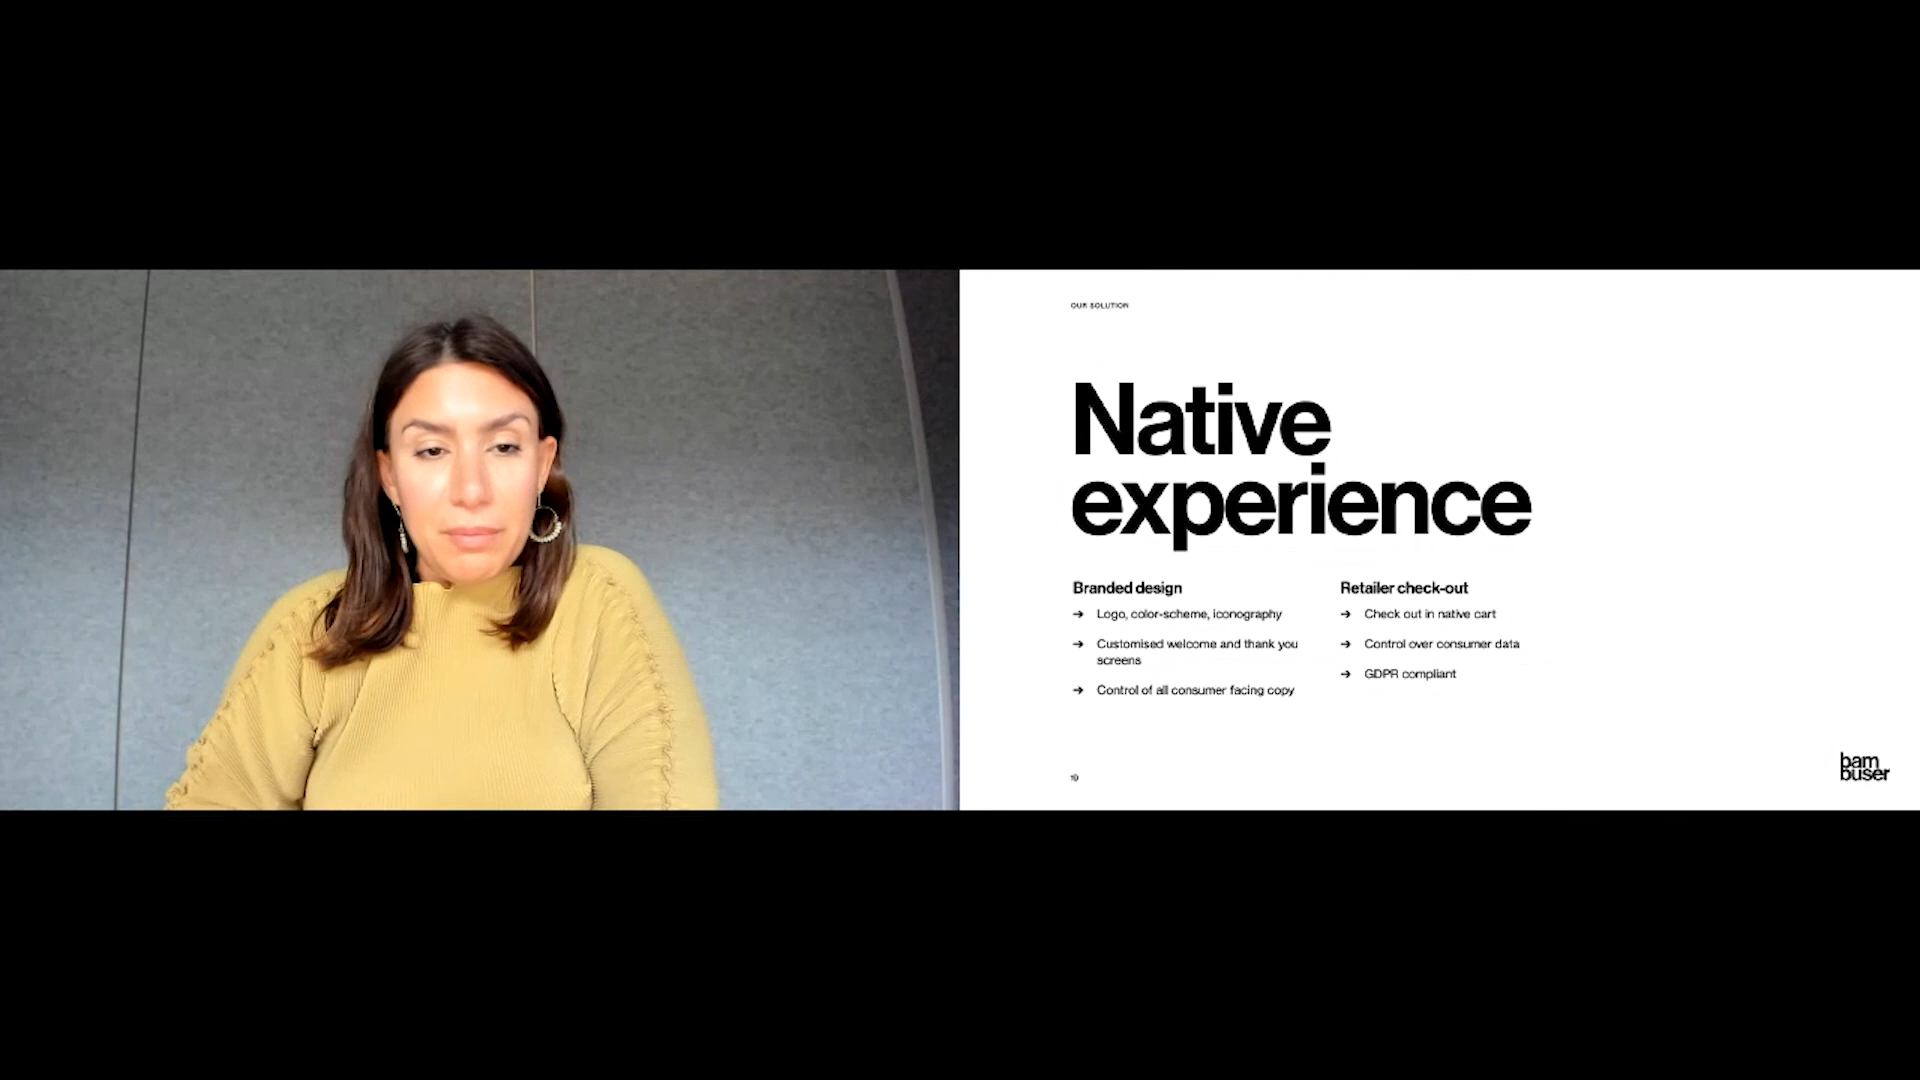 OUR SOLUTION
Native
experience
Branded design
→ Logo, color-scheme, iconography
→ Customised welcome and thank you
screens
→ Control of all consumer facing copy
Retailer check-out
→ Check out in native cart
→ Control over consumer data
→ GDPR compliant
19
bam
buser